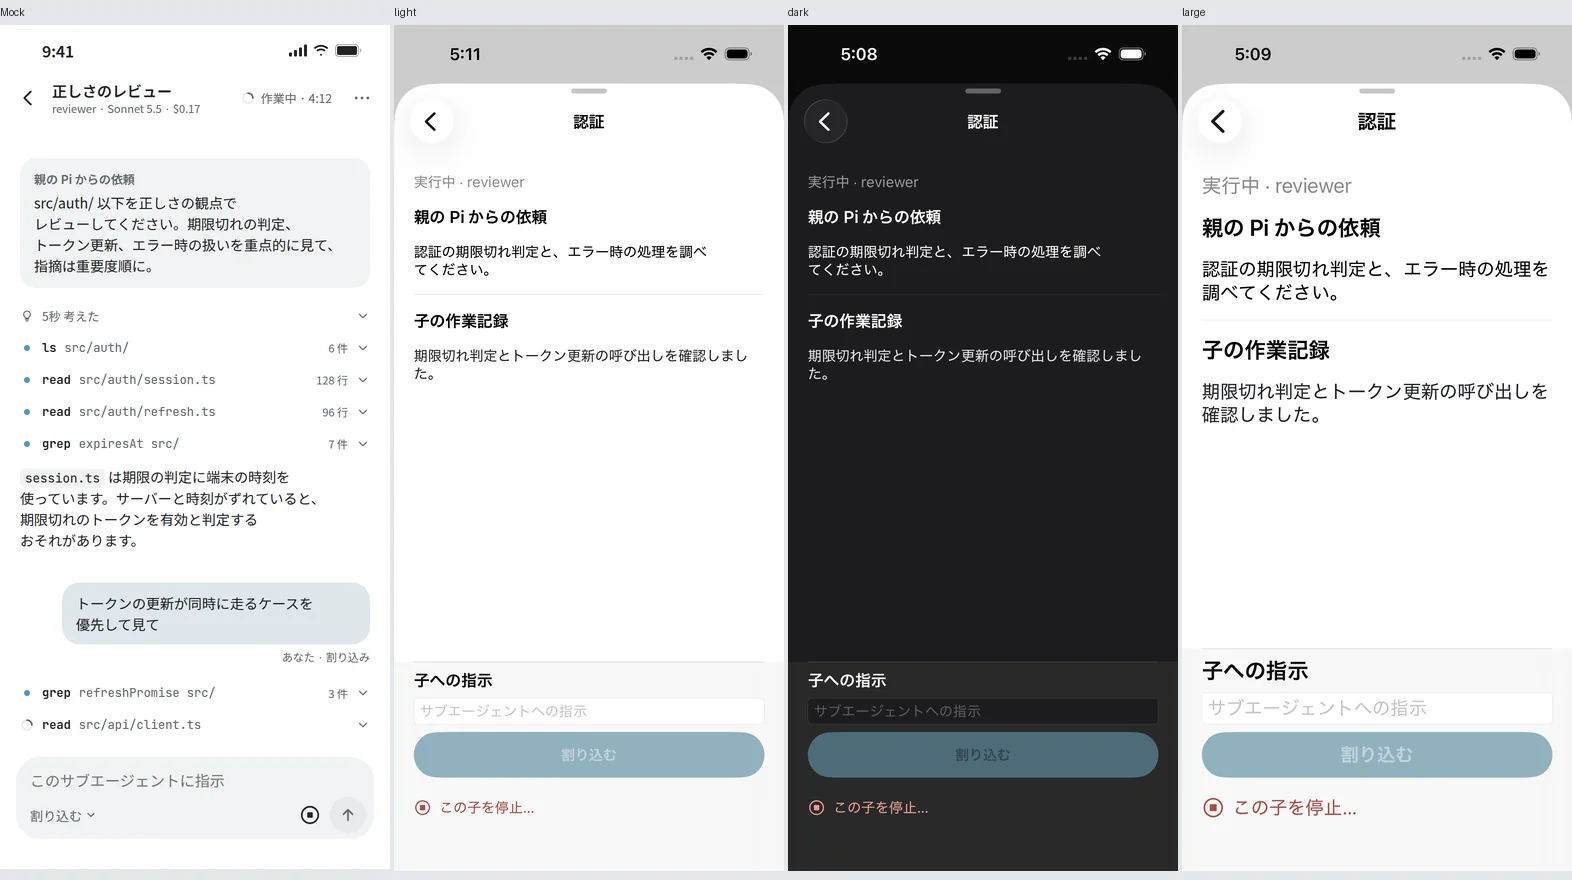 Mock
9:41
正しさのレビュー
reviewer · Sonnet 5.5 · $0.17
作業中 · 4:12
親の Pi からの依頼
src/auth/ 以下を正しさの観点で
レビューしてください。期限切れの判定、
トークン更新、エラー時の扱いを重点的に見て、
指摘は重要度順に。
5秒 考えた
ls src/auth/ 6 件
read src/auth/session.ts 128 行
read src/auth/refresh.ts 96 行
grep expiresAt src/ 7 件
session.ts は期限の判定に端末の時刻を
使っています。サーバーと時刻がずれていると、
期限切れのトークンを有効と判定する
おそれがあります。
トークンの更新が同時に走るケースを
優先して見て
あなた · 割り込み
grep refreshPromise src/ 3 件
read src/api/client.ts
このサブエージェントに指示
割り込む
light
5:11
認証
実行中 · reviewer
親の Pi からの依頼
認証の期限切れ判定と、エラー時の処理を調べ
てください。
子の作業記録
期限切れ判定とトークン更新の呼び出しを確認しまし
た。
子への指示
サブエージェントへの指示
割り込む
この子を停止...
dark
5:08
認証
実行中 · reviewer
親の Pi からの依頼
認証の期限切れ判定と、エラー時の処理を調べ
てください。
子の作業記録
期限切れ判定とトークン更新の呼び出しを確認しまし
た。
子への指示
サブエージェントへの指示
割り込む
この子を停止...
large
5:09
認証
実行中 · reviewer
親の Pi からの依頼
認証の期限切れ判定と、エラー時の処理を
調べてください。
子の作業記録
期限切れ判定とトークン更新の呼び出しを
確認しました。
子への指示
サブエージェントへの指示
割り込む
この子を停止...